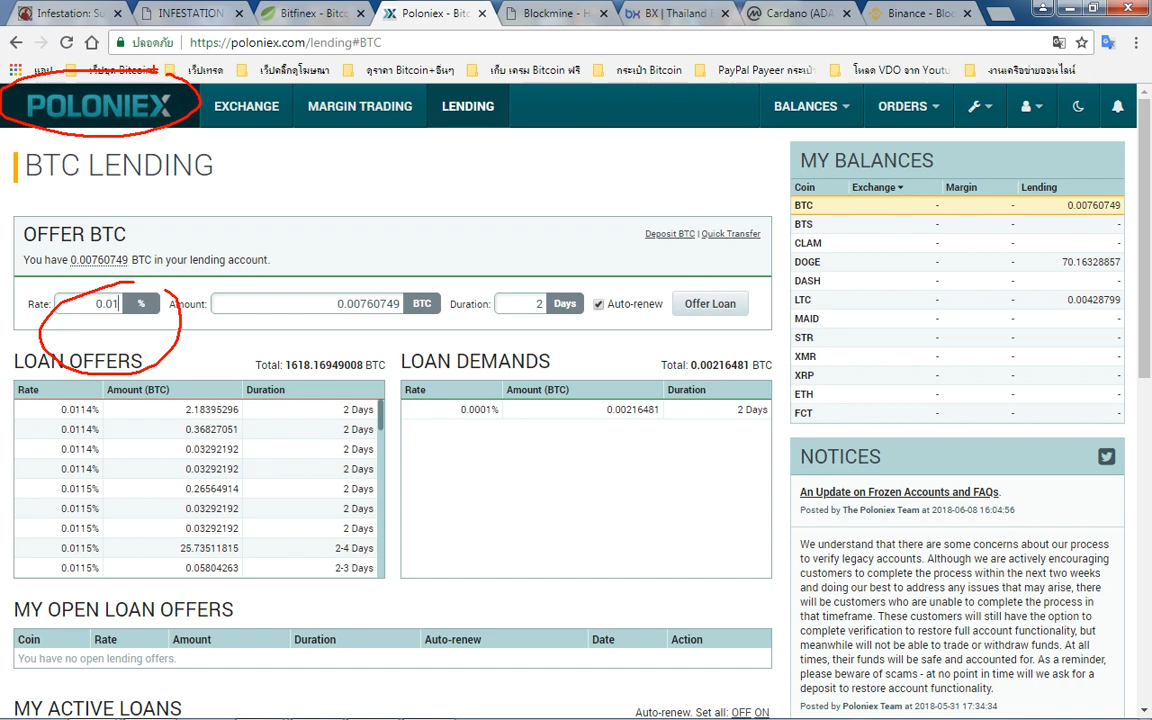 Infestation: Su
INFESTATION
Bitfinex - Bitc
Poloniex - Bitc
Blockmine - H
BX | Thailand B
Cardano (ADA
Binance - Bloc
ปลอดภัย
https://poloniex.com/lending#BTC
แอป
เว็ปขุด Bitcoin
เว็ปเทรด
เว็ปคลิ๊กดูโฆษณา
ดูราคา Bitcoin+อื่นๆ
เก็บ เคลม Bitcoin ฟรี
กระเป๋า Bitcoin
PayPal Payeer กระเป๋
โหลด VDO จาก Youtu
งานเครือข่ายออนไลน์
POLONIEX
EXCHANGE
MARGIN TRADING
LENDING
BALANCES
ORDERS
BTC LENDING
OFFER BTC
Deposit BTC | Quick Transfer
You have 0.00760749 BTC in your lending account.
Rate: 0.01 % Amount: 0.00760749 BTC Duration: 2 Days Auto-renew Offer Loan
LOAN OFFERS
Total: 1618.16949008 BTC
Rate Amount (BTC) Duration
0.0114% 2.18395296 2 Days
0.0114% 0.36827051 2 Days
0.0114% 0.03292192 2 Days
0.0114% 0.03292192 2 Days
0.0115% 0.26564914 2 Days
0.0115% 0.03292192 2 Days
0.0115% 0.03292192 2 Days
0.0115% 25.73511815 2-4 Days
0.0115% 0.05804263 2-3 Days
LOAN DEMANDS
Total: 0.00216481 BTC
Rate Amount (BTC) Duration
0.0001% 0.00216481 2 Days
MY OPEN LOAN OFFERS
Coin Rate Amount Duration Auto-renew Date Action
You have no open lending offers.
MY ACTIVE LOANS
Auto-renew. Set all: OFF ON
MY BALANCES
Coin Exchange Margin Lending
BTC - - 0.00760749
BTS - - -
CLAM - - -
DOGE - - 70.16328857
DASH - - -
LTC - - 0.00428799
MAID - - -
STR - - -
XMR - - -
XRP - - -
ETH - - -
FCT - - -
NOTICES
An Update on Frozen Accounts and FAQs.
Posted by The Poloniex Team at 2018-06-08 16:04:56
We understand that there are some concerns about our process
to verify legacy accounts. Although we are actively encouraging
customers to complete the process within the next two weeks
and doing our best to address any issues that may arise, there
will be customers who are unable to complete the process in
that timeframe. These customers will still have the option to
complete verification to restore full account functionality, but
meanwhile will not be able to trade or withdraw funds. At all
times, their funds will be safe and accounted for. As a reminder,
please beware of scams - at no point in time will we ask for a
deposit to restore account functionality.
Posted by Poloniex Team at 2018-05-31 17:34:34